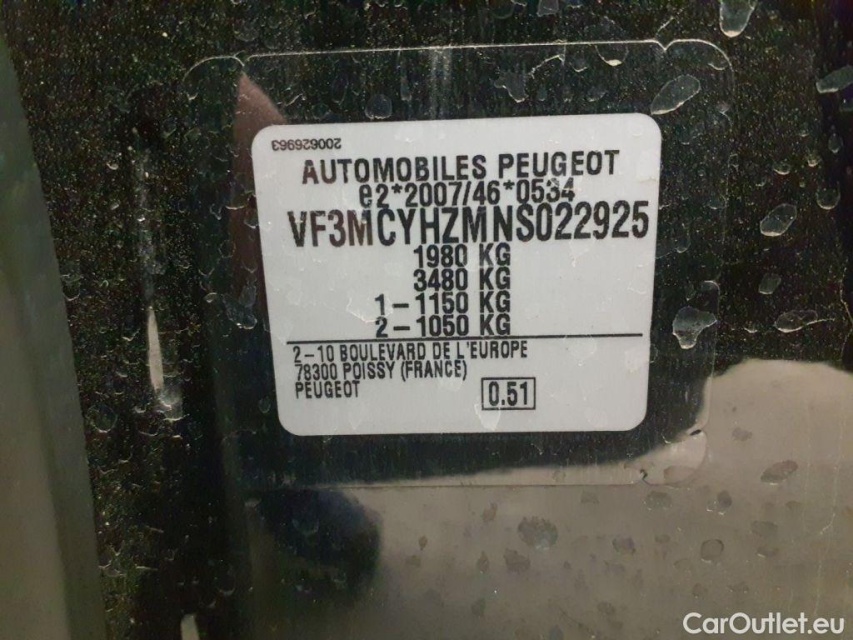 200626963
AUTOMOBILES PEUGEOT
e2*2007/46*0534
VF3MCYHZMNS022925
1980 KG
3480 KG
1-1150 KG
2-1050 KG
2-10 BOULEVARD DE L'EUROPE
78300 POISSY (FRANCE)
PEUGEOT
0.51
CarOutlet.eu